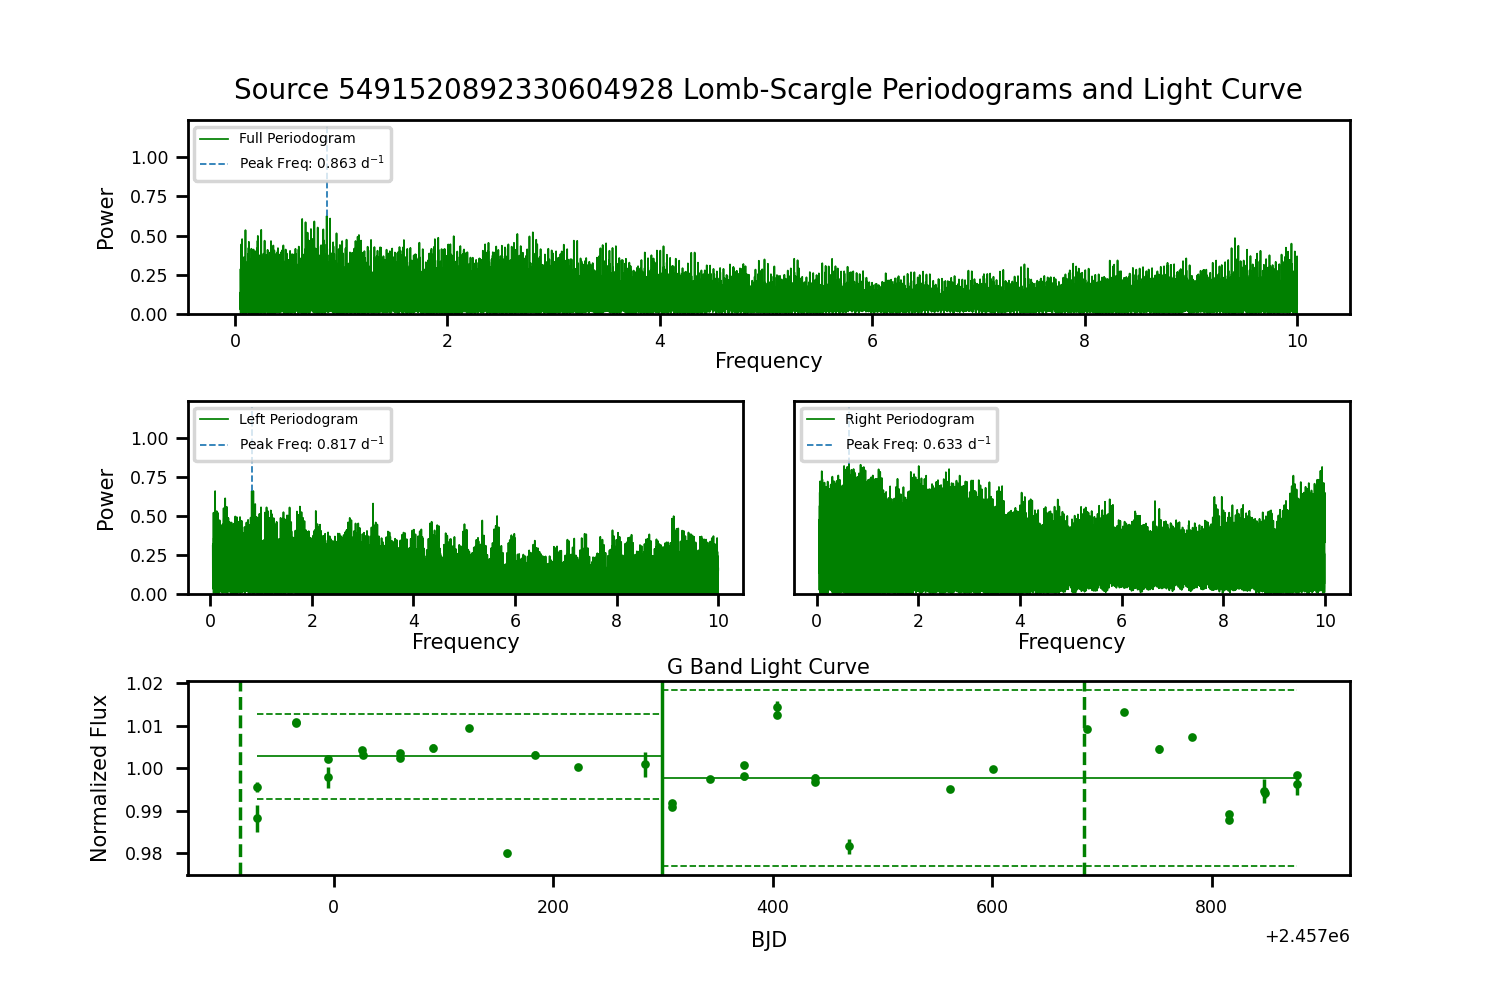 Source 5491520892330604928 Lomb-Scargle Periodograms and Light Curve
Full Periodogram
Peak Freq: 0.863 d⁻¹
Power
1.00
0.75
0.50
0.25
0.00
0 2 4 6 8 10
Frequency
Left Periodogram
Peak Freq: 0.817 d⁻¹
Power
1.00
0.75
0.50
0.25
0.00
0 2 4 6 8 10
Frequency
Right Periodogram
Peak Freq: 0.633 d⁻¹
0 2 4 6 8 10
Frequency
G Band Light Curve
Normalized Flux
1.02
1.01
1.00
0.99
0.98
0 200 400 600 800
BJD
+2.457e6